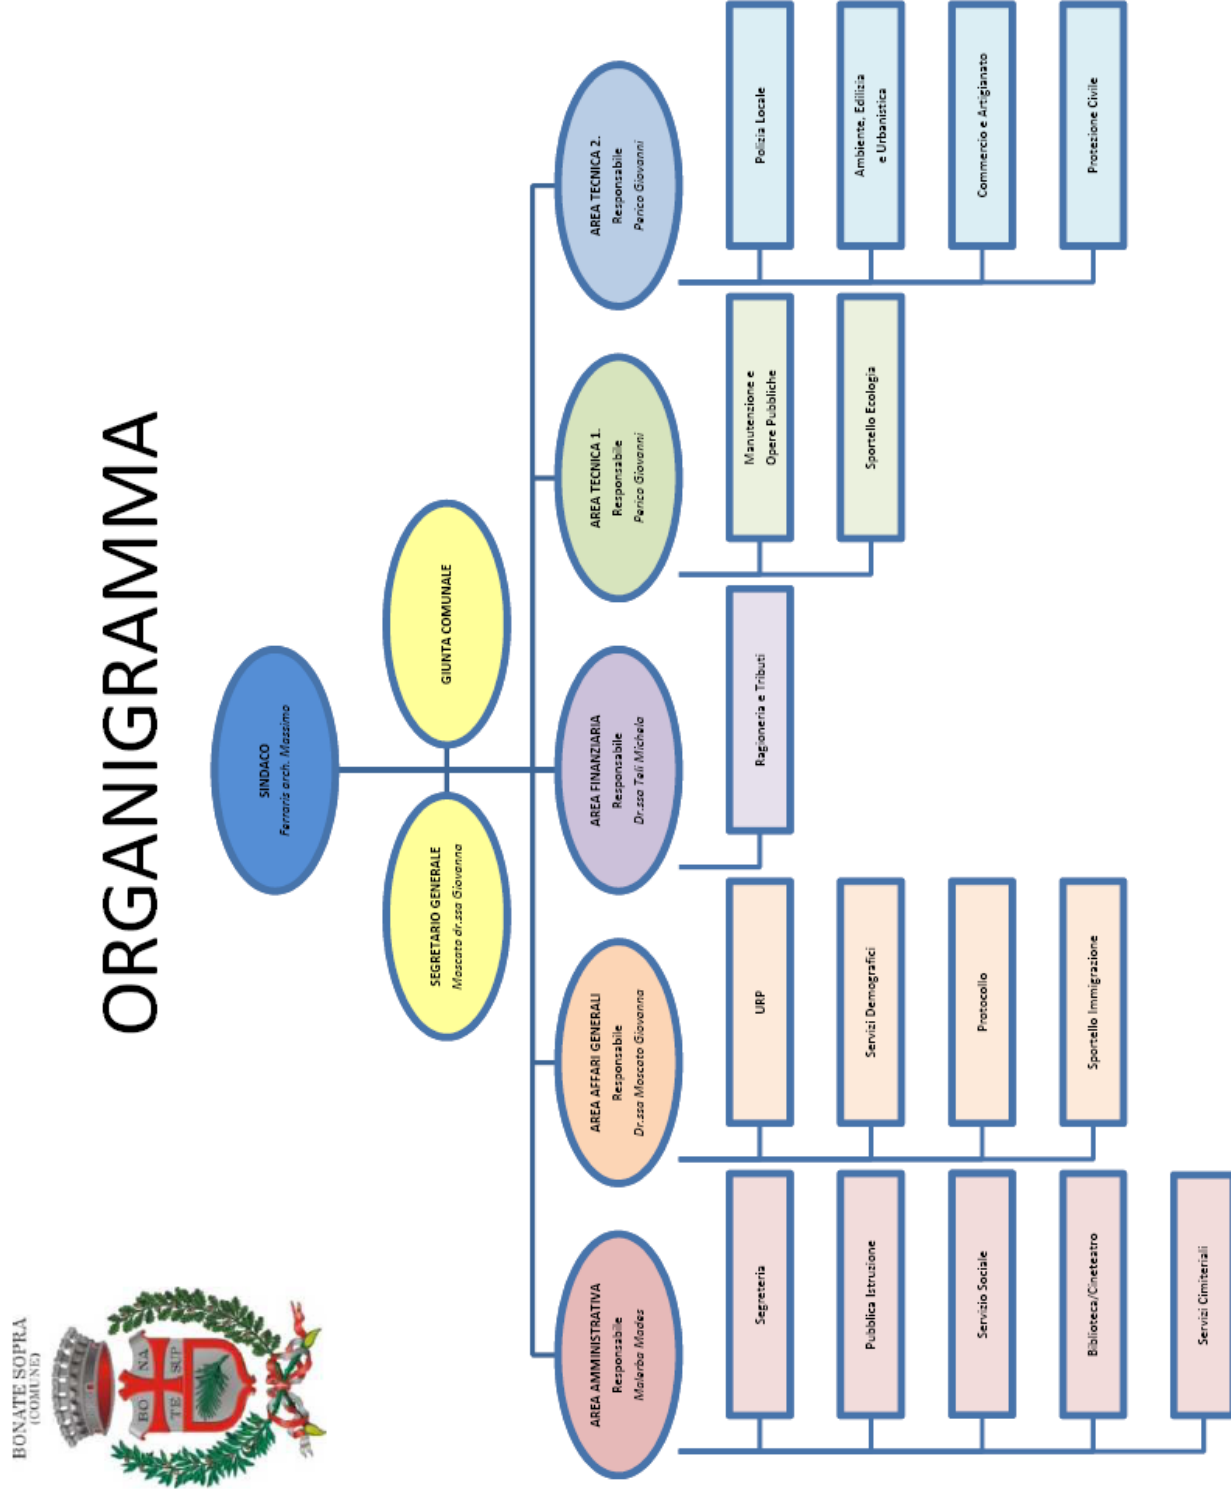 BONATE SOPRA
(COMUNE)
BO NA
TE SUP
ORGANIGRAMMA
SINDACO
Ferraris arch. Massimo
SEGRETARIO GENERALE
Moscato dr.ssa Giovanna
GIUNTA COMUNALE
AREA AMMINISTRATIVA
Responsabile
Malerba Mades
Segreteria
Pubblica Istruzione
Servizio Sociale
Biblioteca/Cineteatro
Servizi Cimiteriali
AREA AFFARI GENERALI
Responsabile
Dr.ssa Moscato Giovanna
URP
Servizi Demografici
Protocollo
Sportello Immigrazione
AREA FINANZIARIA
Responsabile
Dr.ssa Teli Michela
Ragioneria e Tributi
AREA TECNICA 1.
Responsabile
Perico Giovanni
Manutenzione e
Opere Pubbliche
Sportello Ecologia
AREA TECNICA 2.
Responsabile
Perico Giovanni
Polizia Locale
Ambiente, Edilizia
e Urbanistica
Commercio e Artigianato
Protezione Civile